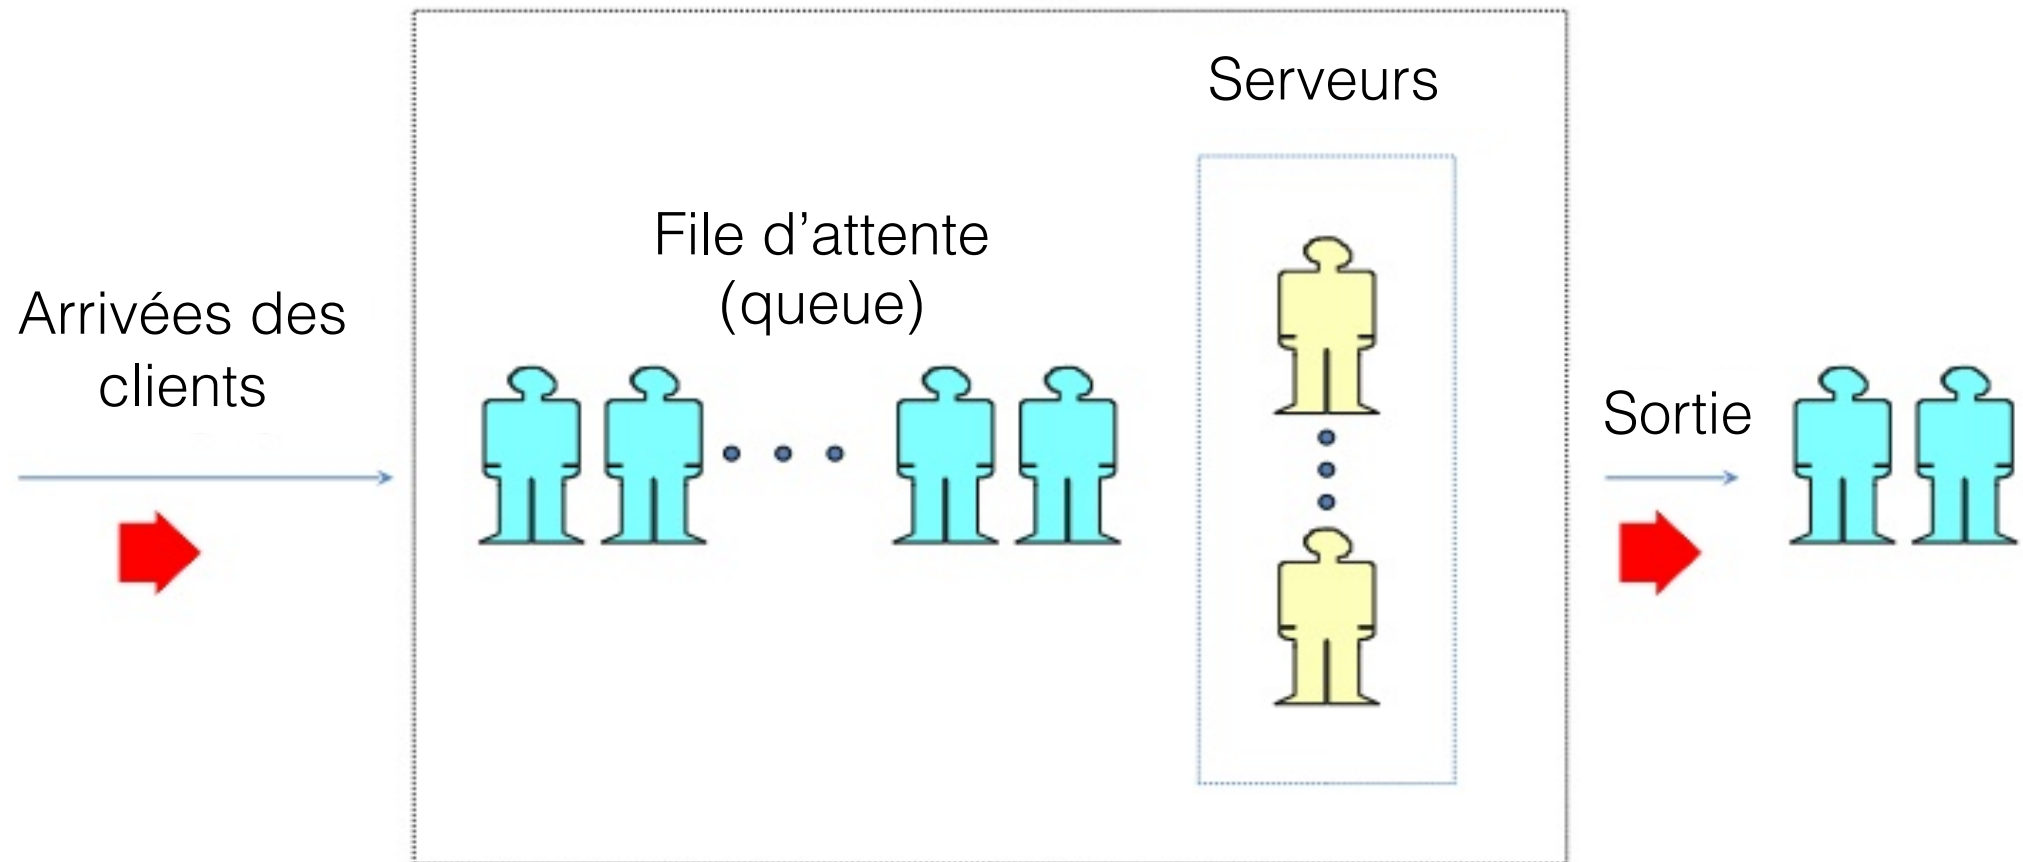 Arrivées des
clients
File d’attente
(queue)
Serveurs
Sortie